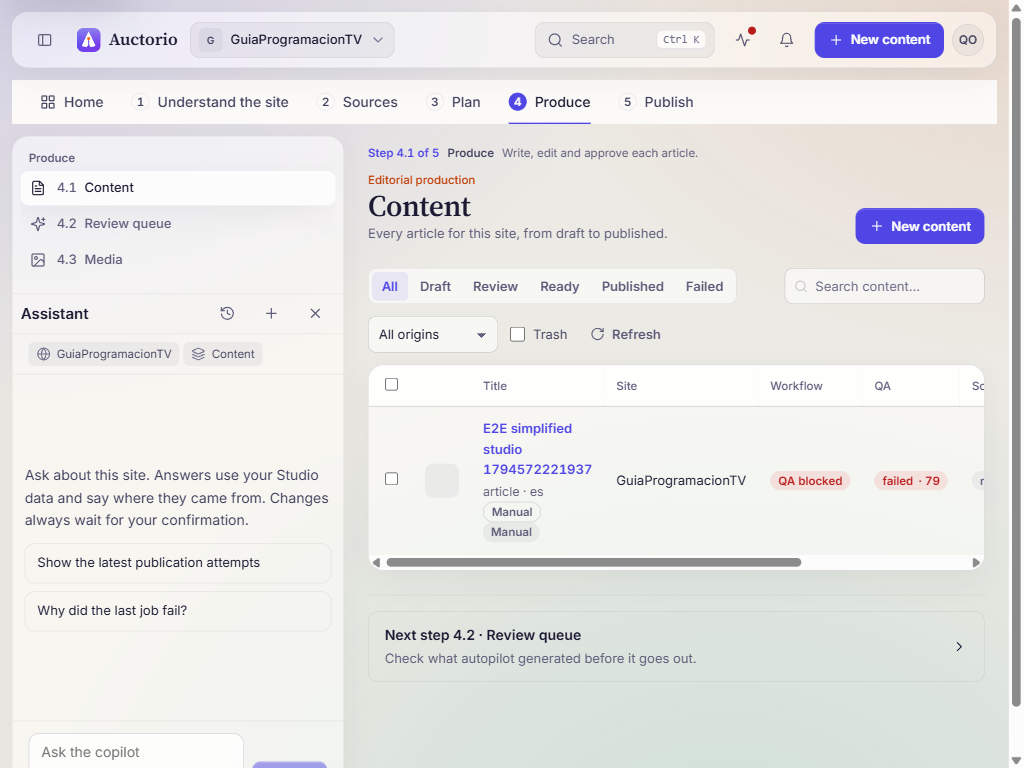 Auctorio
G GuiaProgramacionTV
Search Ctrl K
New content
QO
Home
1 Understand the site
2 Sources
3 Plan
4 Produce
5 Publish
Produce
4.1 Content
4.2 Review queue
4.3 Media
Assistant
GuiaProgramacionTV
Content
Ask about this site. Answers use your Studio
data and say where they came from. Changes
always wait for your confirmation.
Show the latest publication attempts
Why did the last job fail?
Ask the copilot
Step 4.1 of 5 Produce Write, edit and approve each article.
Editorial production
Content
Every article for this site, from draft to published.
New content
All Draft Review Ready Published Failed
Search content...
All origins
Trash
Refresh
Title Site Workflow QA
E2E simplified
studio
1794572221937
article · es
Manual
Manual
GuiaProgramacionTV
QA blocked
failed · 79
Next step 4.2 · Review queue
Check what autopilot generated before it goes out.